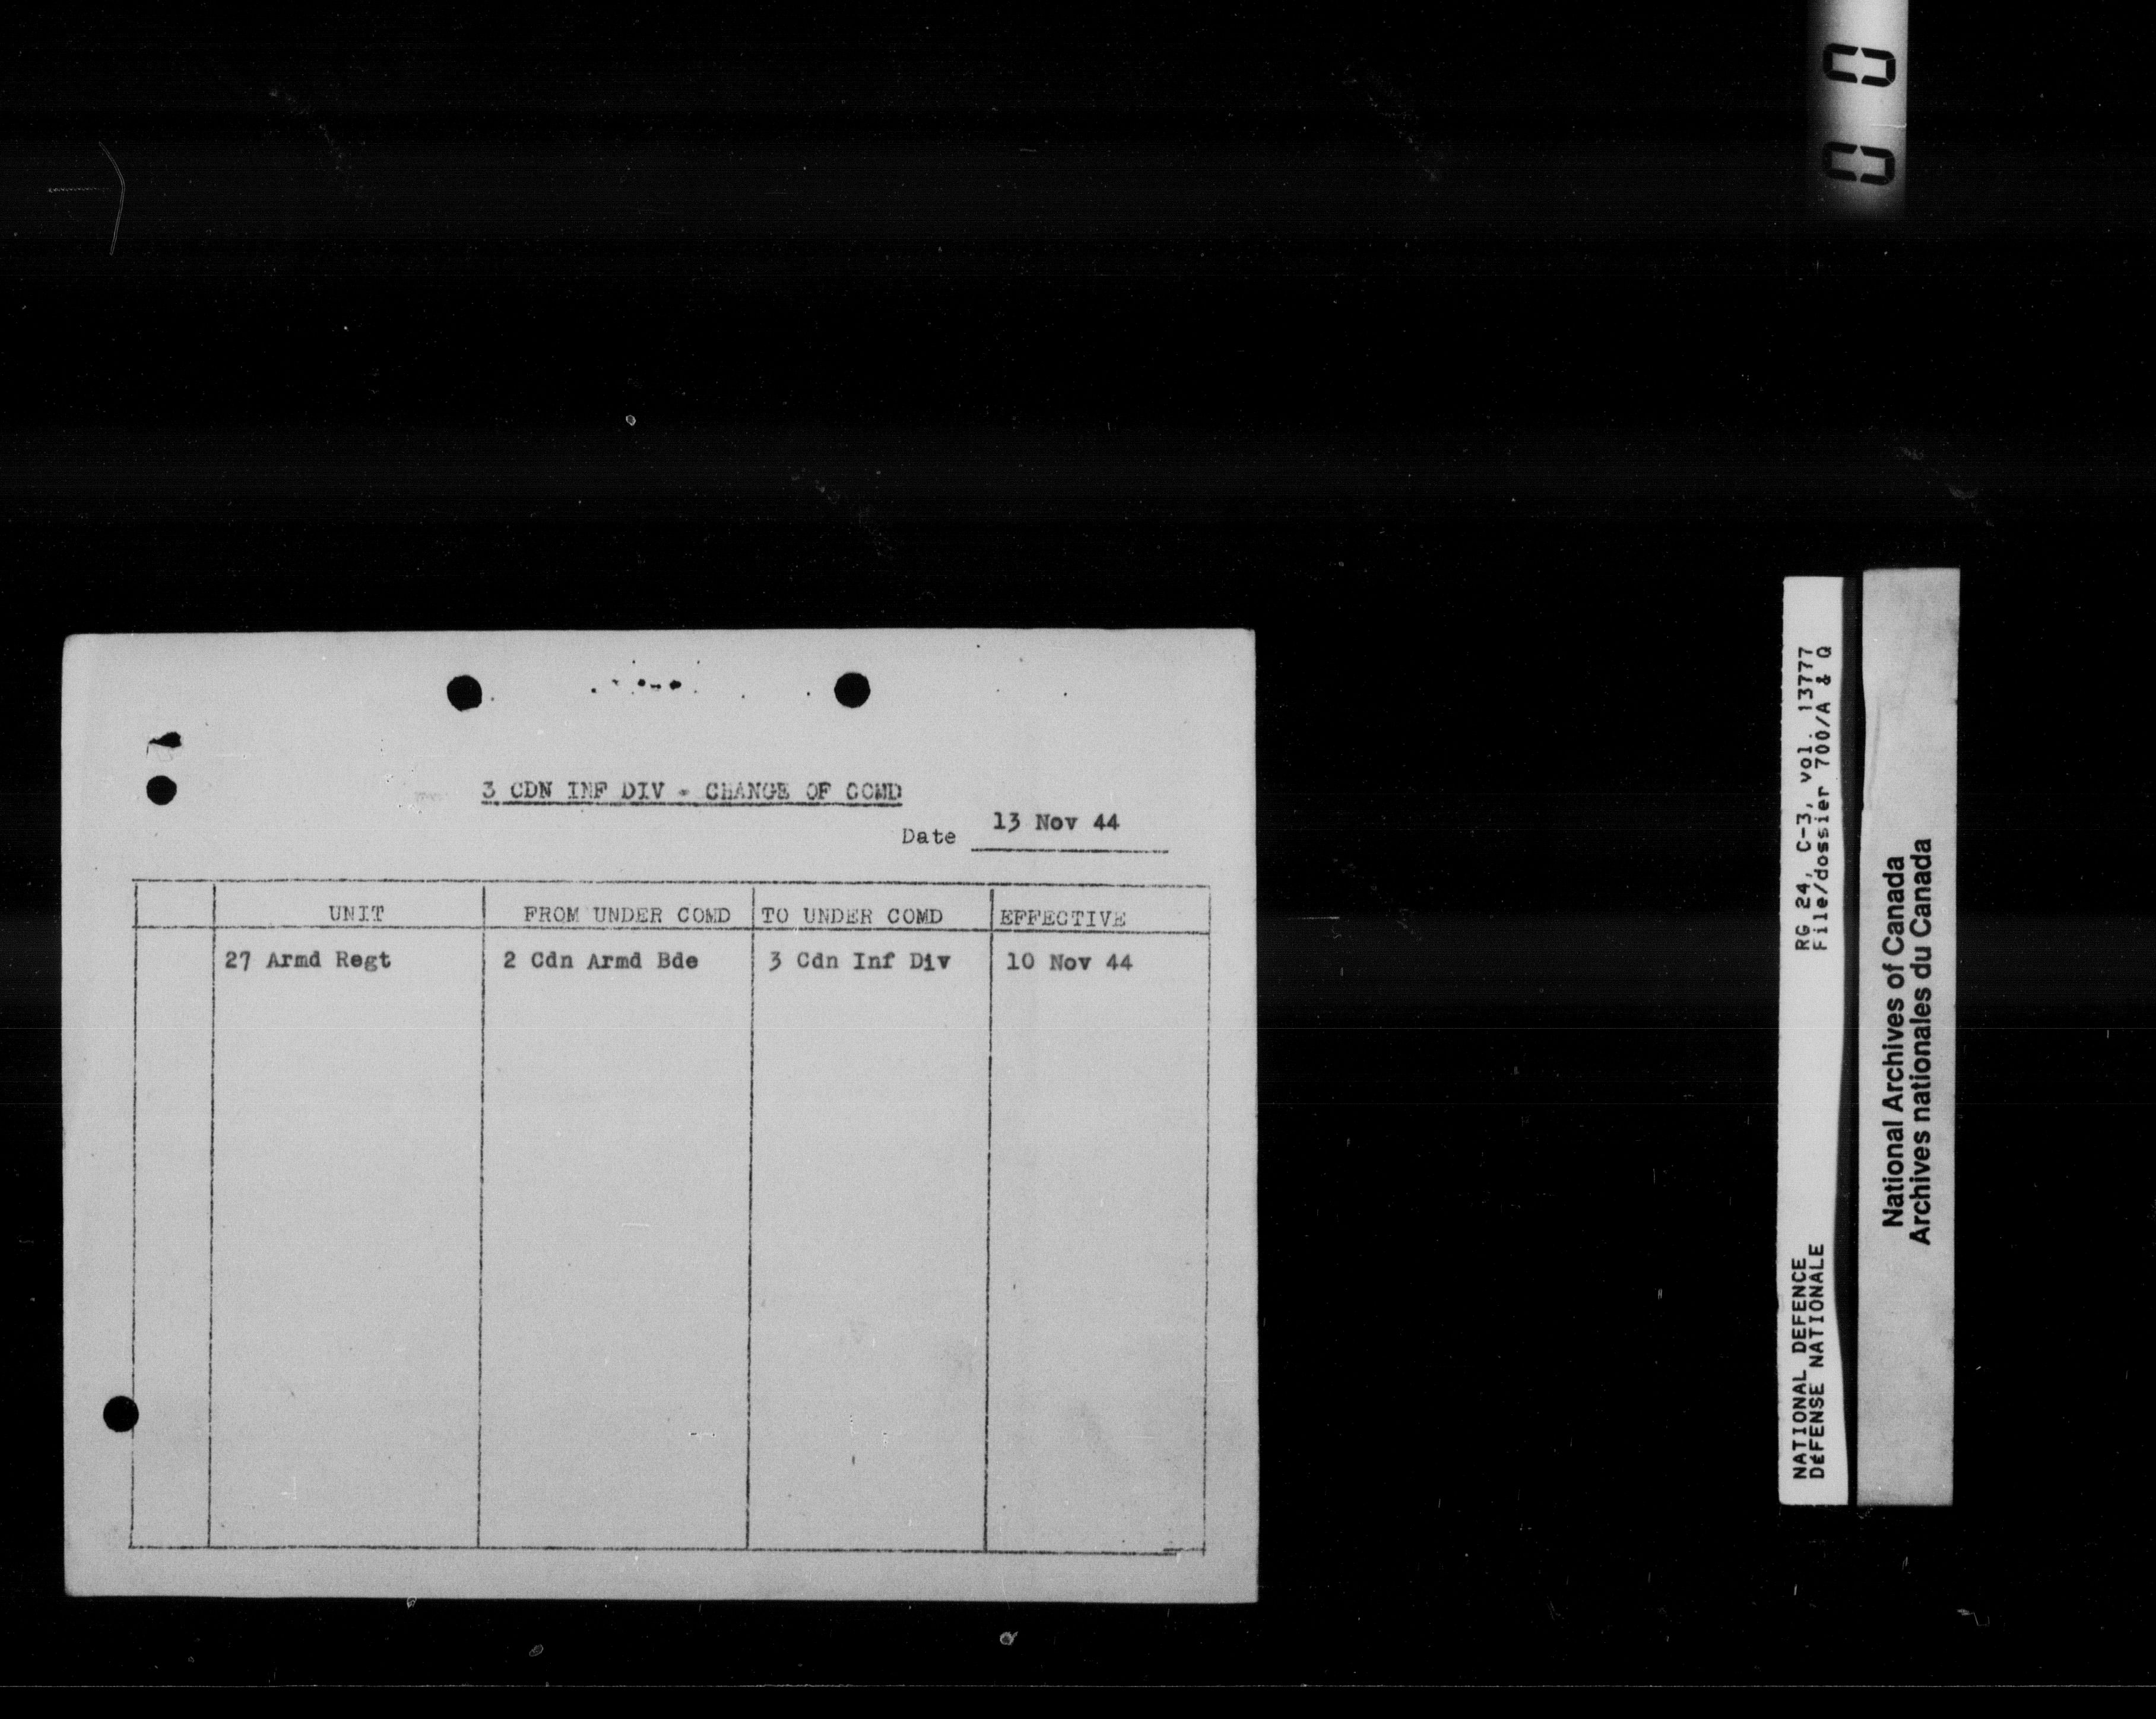 3 CDN INF DIV - CHANGE OF COMD
Date 13 Nov 44
UNIT FROM UNDER COMD TO UNDER COMD EFFECTIVE
27 Armd Regt 2 Cdn Armd Bde 3 Cdn Inf Div 10 Nov 44
NATIONAL DEFENCE RG 24, C-3, vol. 13777
DÉFENSE NATIONALE File/dossier 700/A & Q
National Archives of Canada
Archives nationales du Canada
00